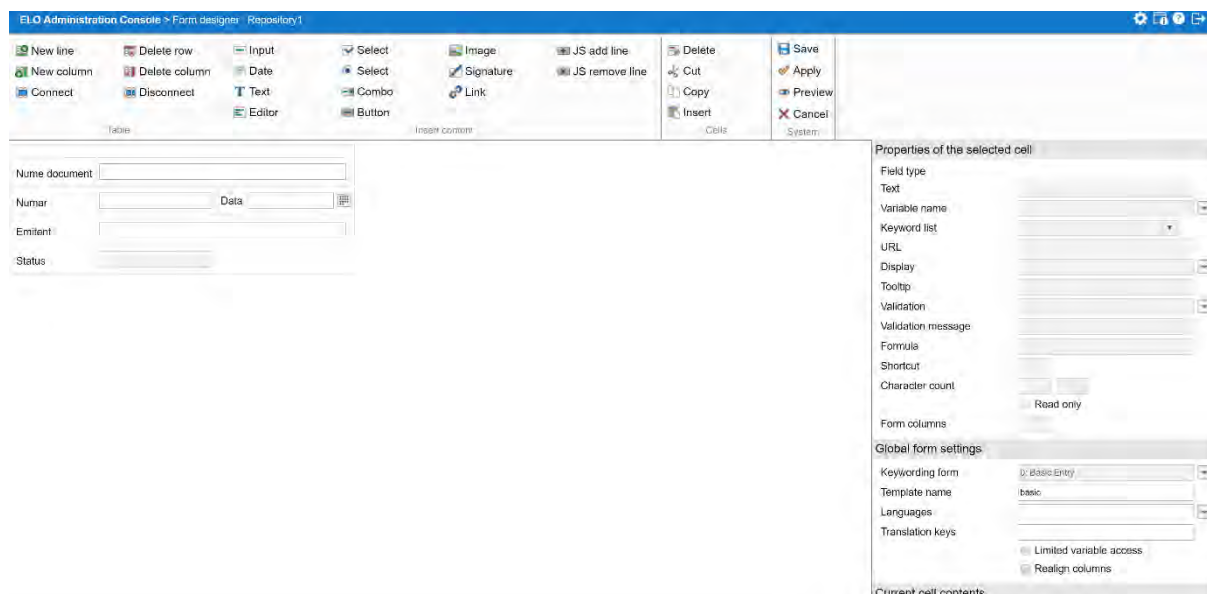 ELO Administration Console > Form designer Repository1
New line Delete row Input Select Image JS add line Delete Save
New column Delete column Date Select Signature JS remove line Cut Apply
Connect Disconnect Text Combo Link Copy Preview
Editor Button Insert Cancel
Table Insert content Cells System
Properties of the selected cell
Field type
Text
Variable name
Keyword list
URL
Display
Tooltip
Validation
Validation message
Formula
Shortcut
Character count
Read only
Form columns
Global form settings
Keywording form 0: Basic Entry
Template name basic
Languages
Translation keys
Limited variable access
Realign columns
Current cell contents
Nume document
Numar Data
Emitent
Status